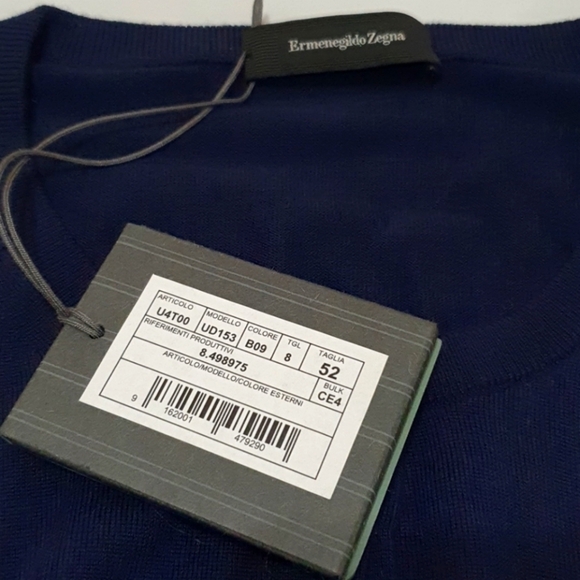 Ermenegildo Zegna
ARTICOLO MODELLO COLORE TGL TAGLIA
U4T00 UD153 B09 8 52
RIFERIMENTI PRODUTTIVI BULK
8.498975 CE4
ARTICOLO/MODELLO/COLORE ESTERNI
9 162001 479290